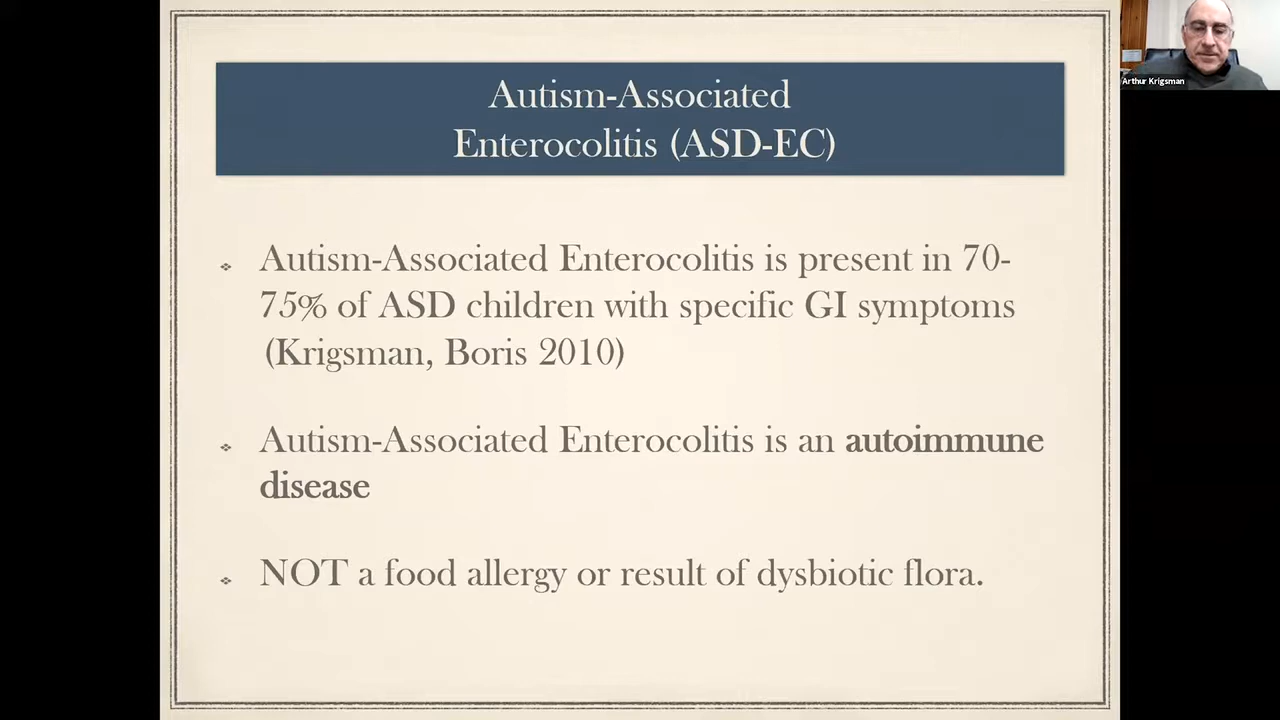 Autism-Associated
Enterocolitis (ASD-EC)
Arthur Krigsman
Autism-Associated Enterocolitis is present in 70-
75% of ASD children with specific GI symptoms
(Krigsman, Boris 2010)
Autism-Associated Enterocolitis is an autoimmune
disease
NOT a food allergy or result of dysbiotic flora.